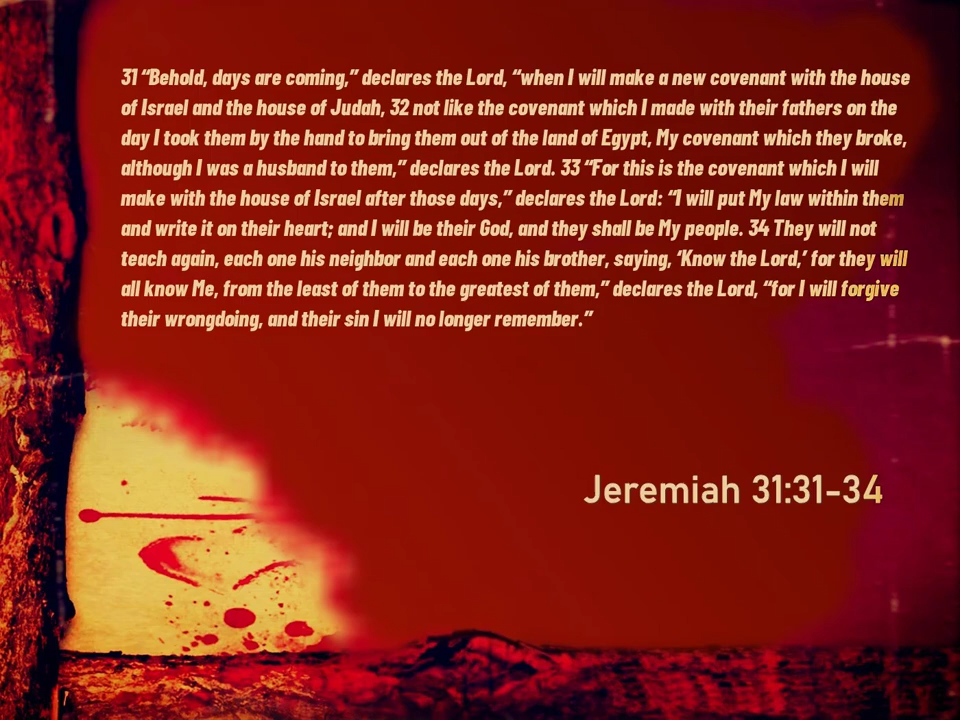 31 “Behold, days are coming,” declares the Lord, “when I will make a new covenant with the house
of Israel and the house of Judah, 32 not like the covenant which I made with their fathers on the
day I took them by the hand to bring them out of the land of Egypt, My covenant which they broke,
although I was a husband to them,” declares the Lord. 33 “For this is the covenant which I will
make with the house of Israel after those days,” declares the Lord: “I will put My law within them
and write it on their heart; and I will be their God, and they shall be My people. 34 They will not
teach again, each one his neighbor and each one his brother, saying, ‘Know the Lord,’ for they will
all know Me, from the least of them to the greatest of them,” declares the Lord, “for I will forgive
their wrongdoing, and their sin I will no longer remember.”
Jeremiah 31:31-34